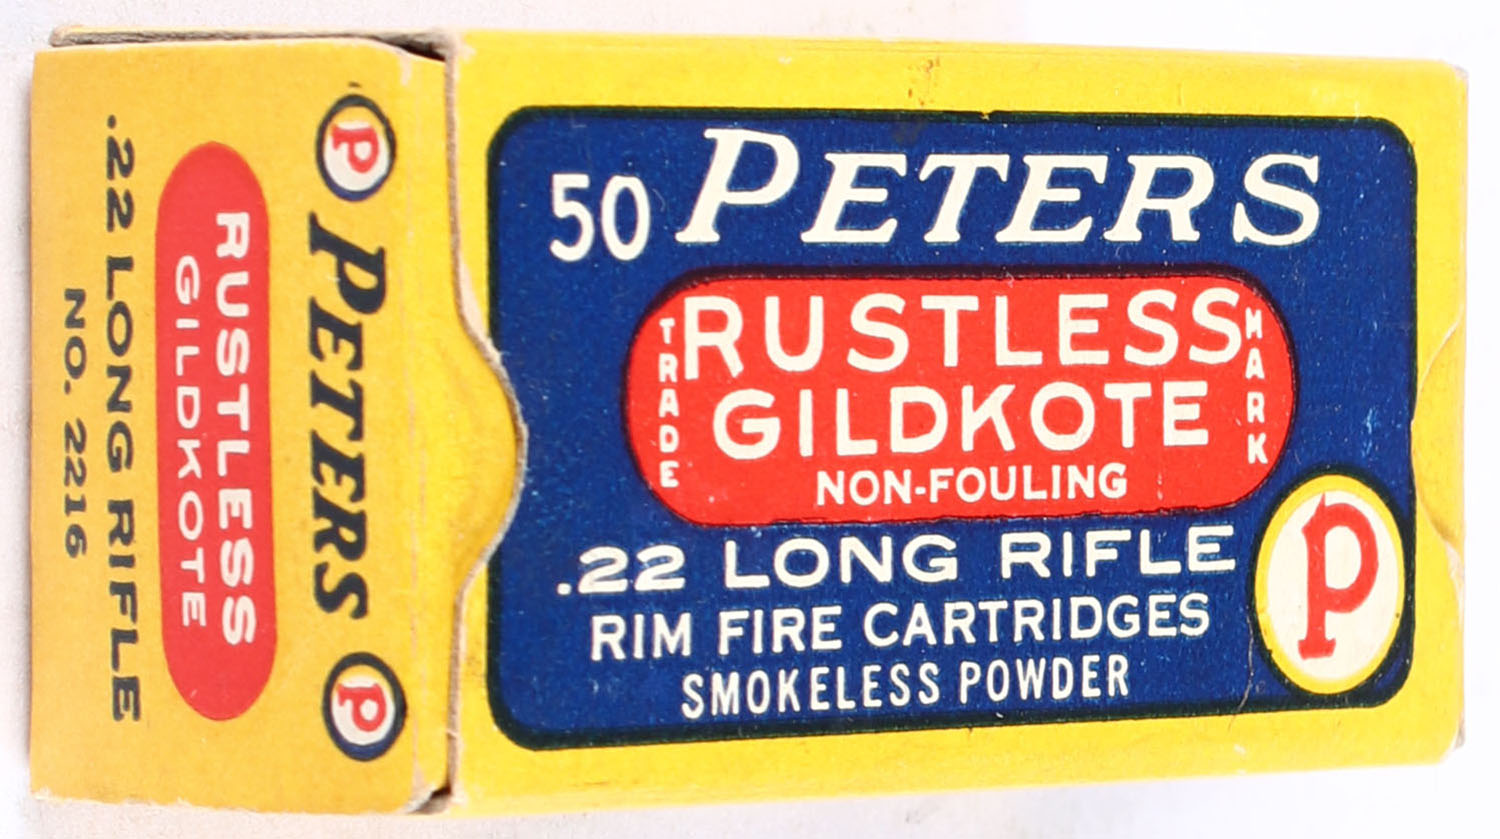 50 PETERS
TRADE MARK
RUSTLESS
GILDKOTE
NON-FOULING
.22 LONG RIFLE
RIM FIRE CARTRIDGES
SMOKELESS POWDER
P
P PETERS P
RUSTLESS
GILDKOTE
.22 LONG RIFLE
NO. 2216